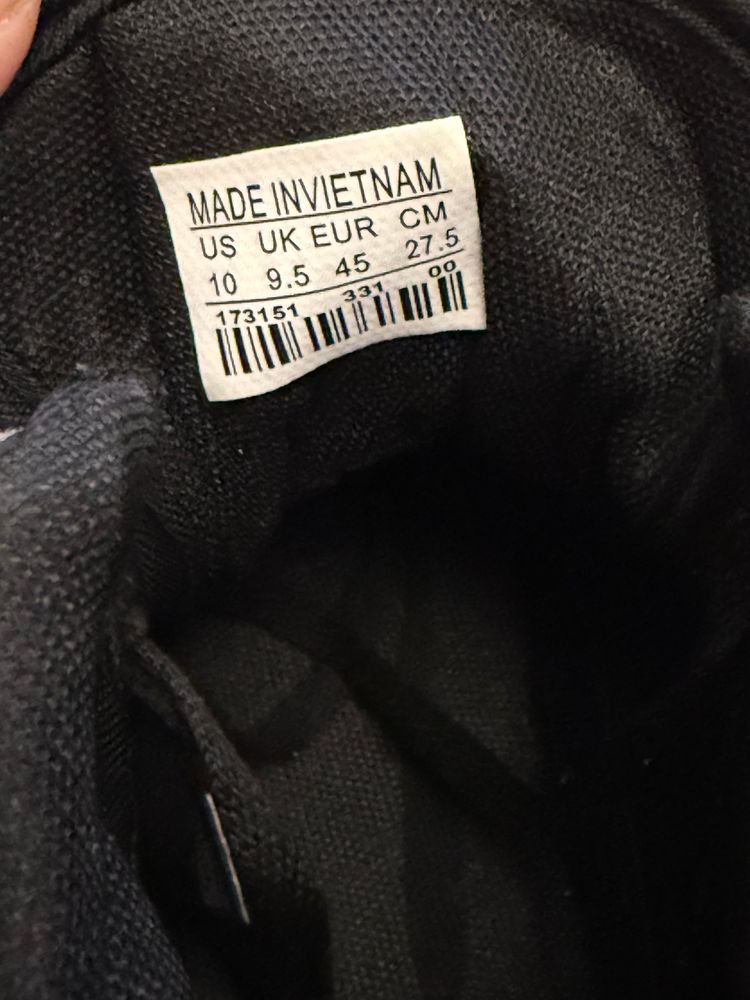 MADE INVIETNAM
US UK EUR CM
10 9.5 45 27.5
173151 331 00